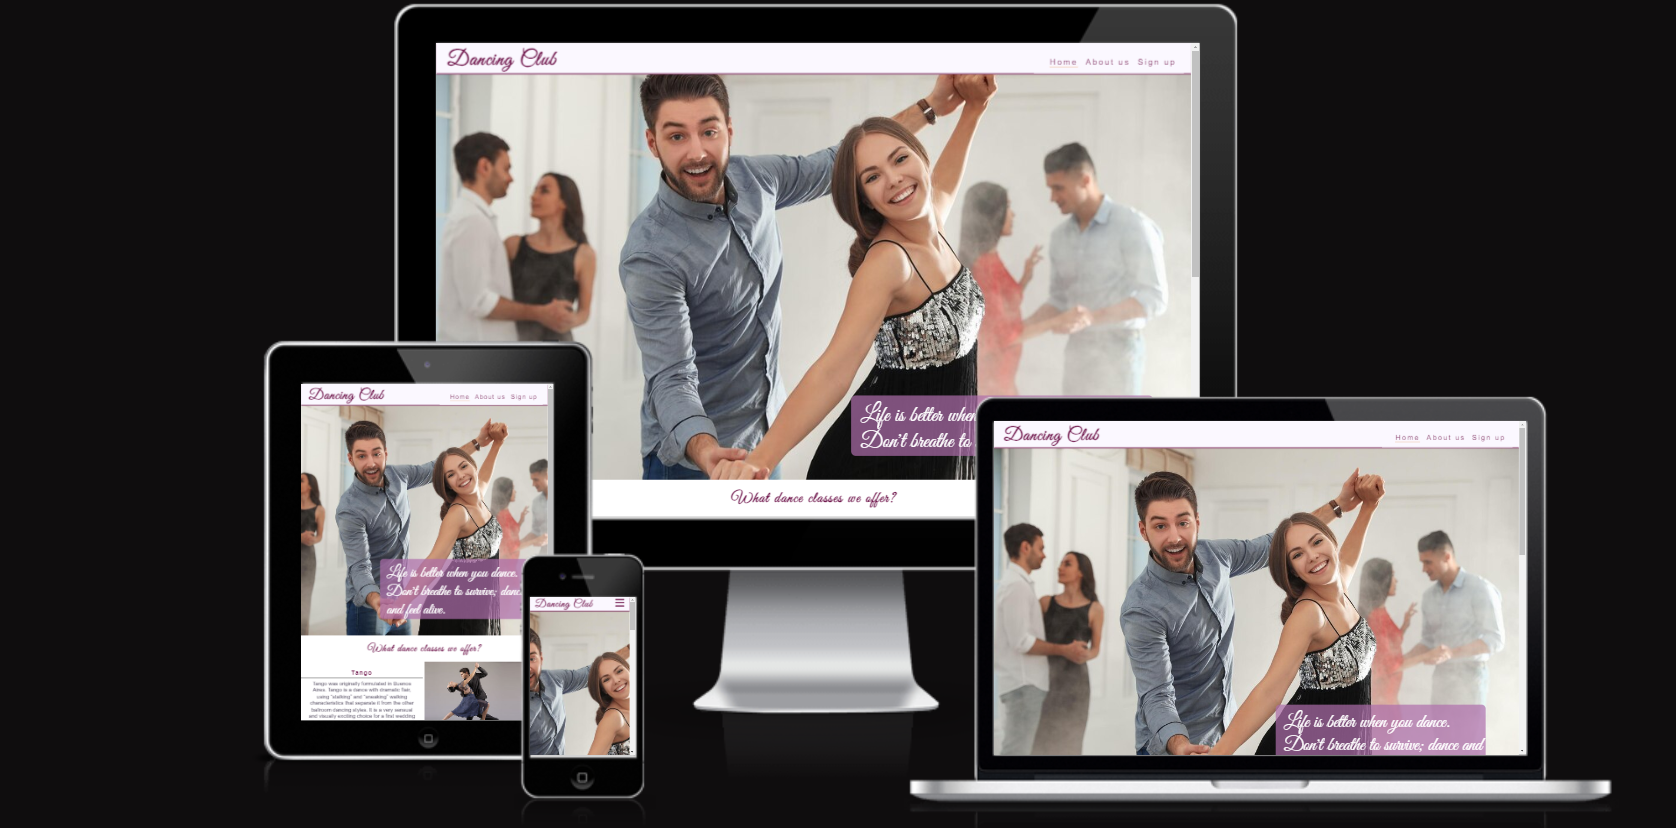 Dancing Club
Home About us Sign up
Life is better when
Don't breathe to
What dance classes we offer?
Dancing Club
Home About us Sign up
Life is better when you dance.
Don't breathe to survive; danc
and feel alive.
What dance classes we offer?
Tango
Tango was originally formulated in Buenos
Aires. Tango is a dance with dramatic flair,
using "stalking" and "sneaking" walking
characteristics that separate it from the other
ballroom dancing styles. It is a very sensual
and visually exciting choice for a first wedding
Dancing Club
Dancing Club
Home About us Sign up
Life is better when you dance.
Don't breathe to survive; dance and